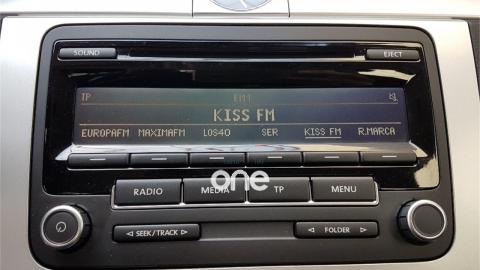 SOUND
EJECT
TP FM1
KISS FM
EUROPAFM MAXIMAFM LOS40 SER KISS FM R.MARCA
RADIO MEDIA TP MENU
one
◁ SEEK/TRACK ▷
◁ FOLDER ▷